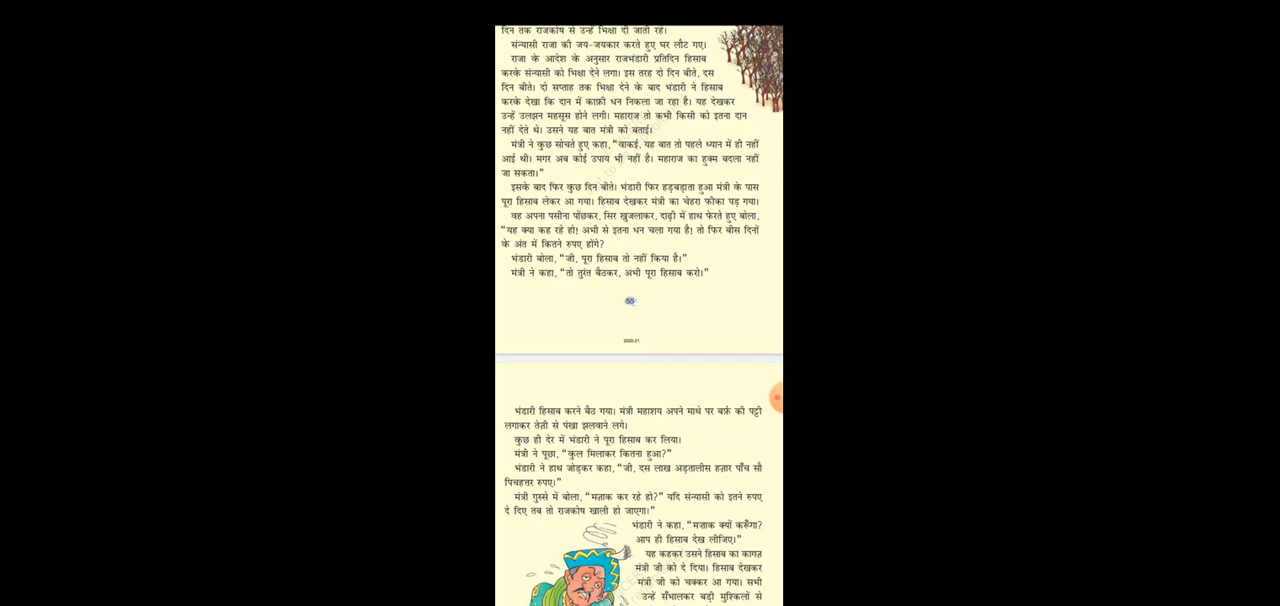 दिन तक राजकोष से उन्हें भिक्षा दी जाती रहे।
संन्यासी राजा की जय-जयकार करते हुए घर लौट गए।
राजा के आदेश के अनुसार राजभंडारी प्रतिदिन हिसाब
करके संन्यासी को भिक्षा देने लगा। इस तरह दो दिन बीते, दस
दिन बीते। दो सप्ताह तक भिक्षा देने के बाद भंडारी ने हिसाब
करके देखा कि दान में काफ़ी धन निकला जा रहा है। यह देखकर
उन्हें उलझन महसूस होने लगी। महाराज तो कभी किसी को इतना दान
नहीं देते थे। उसने यह बात मंत्री को बताई।
मंत्री ने कुछ सोचते हुए कहा, “वाकई, यह बात तो पहले ध्यान में ही नहीं
आई थी। मगर अब कोई उपाय भी नहीं है। महाराज का हुक्म बदला नहीं
जा सकता।”
इसके बाद फिर कुछ दिन बीते। भंडारी फिर हड़बड़ाता हुआ मंत्री के पास
पूरा हिसाब लेकर आ गया। हिसाब देखकर मंत्री का चेहरा फीका पड़ गया।
वह अपना पसीना पोंछकर, सिर खुजलाकर, दाढ़ी में हाथ फेरते हुए बोला,
“यह क्या कह रहे हो! अभी से इतना धन चला गया है! तो फिर बीस दिनों
के अंत में कितने रुपए होंगे?
भंडारी बोला, “जी, पूरा हिसाब तो नहीं किया है।”
मंत्री ने कहा, “तो तुरंत बैठकर, अभी पूरा हिसाब करो।”
55
2020-21
भंडारी हिसाब करने बैठ गया। मंत्री महाशय अपने माथे पर बर्फ़ की पट्टी
लगाकर तेज़ी से पंखा झलवाने लगे।
कुछ ही देर में भंडारी ने पूरा हिसाब कर लिया।
मंत्री ने पूछा, “कुल मिलाकर कितना हुआ?”
भंडारी ने हाथ जोड़कर कहा, “जी, दस लाख अड़तालीस हज़ार पाँच सौ
पिचहत्तर रुपए।”
मंत्री गुस्से में बोला, “मज़ाक कर रहे हो?” यदि संन्यासी को इतने रुपए
दे दिए तब तो राजकोष खाली हो जाएगा।”
भंडारी ने कहा, “मज़ाक क्यों करूँगा?
आप ही हिसाब देख लीजिए।”
यह कहकर उसने हिसाब का कागज़
मंत्री जी को दे दिया। हिसाब देखकर
मंत्री जी को चक्कर आ गया। सभी
उन्हें सँभालकर बड़ी मुश्किलों से